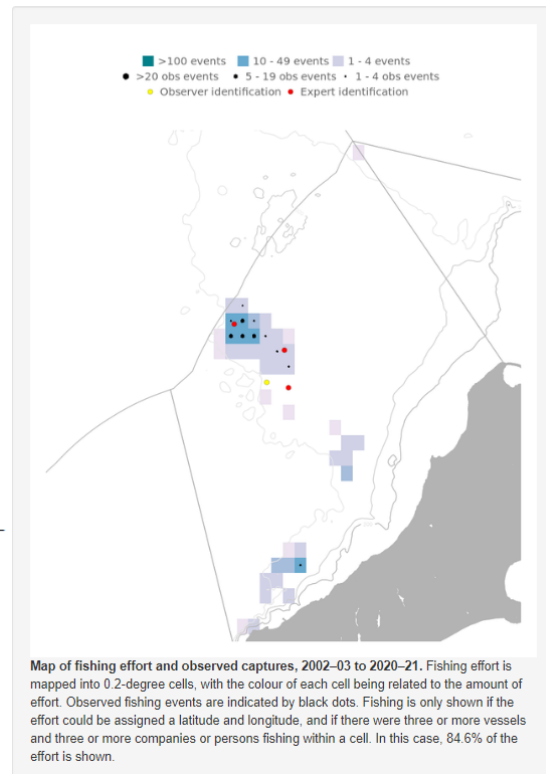 >100 events 10 - 49 events 1 - 4 events
>20 obs events 5 - 19 obs events 1 - 4 obs events
Observer identification Expert identification
Map of fishing effort and observed captures, 2002–03 to 2020–21. Fishing effort is
mapped into 0.2-degree cells, with the colour of each cell being related to the amount of
effort. Observed fishing events are indicated by black dots. Fishing is only shown if the
effort could be assigned a latitude and longitude, and if there were three or more vessels
and three or more companies or persons fishing within a cell. In this case, 84.6% of the
effort is shown.